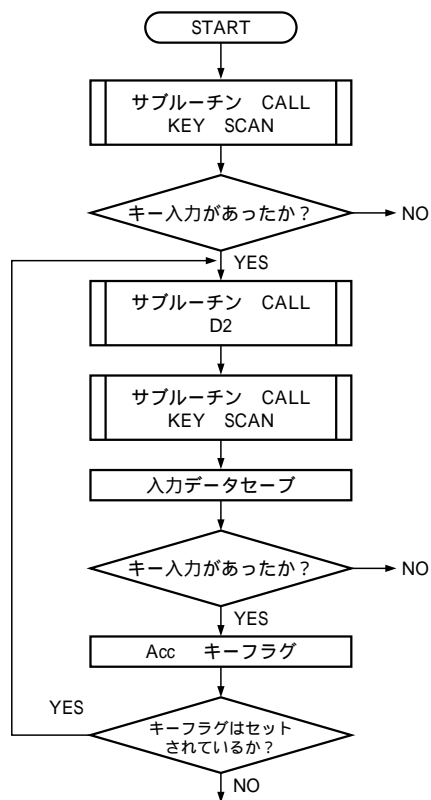 START
サブルーチン CALL
KEY SCAN
キー入力があったか?
NO
YES
サブルーチン CALL
D2
サブルーチン CALL
KEY SCAN
入力データセーブ
キー入力があったか?
NO
YES
Acc キーフラグ
YES
キーフラグはセット
されているか?
NO